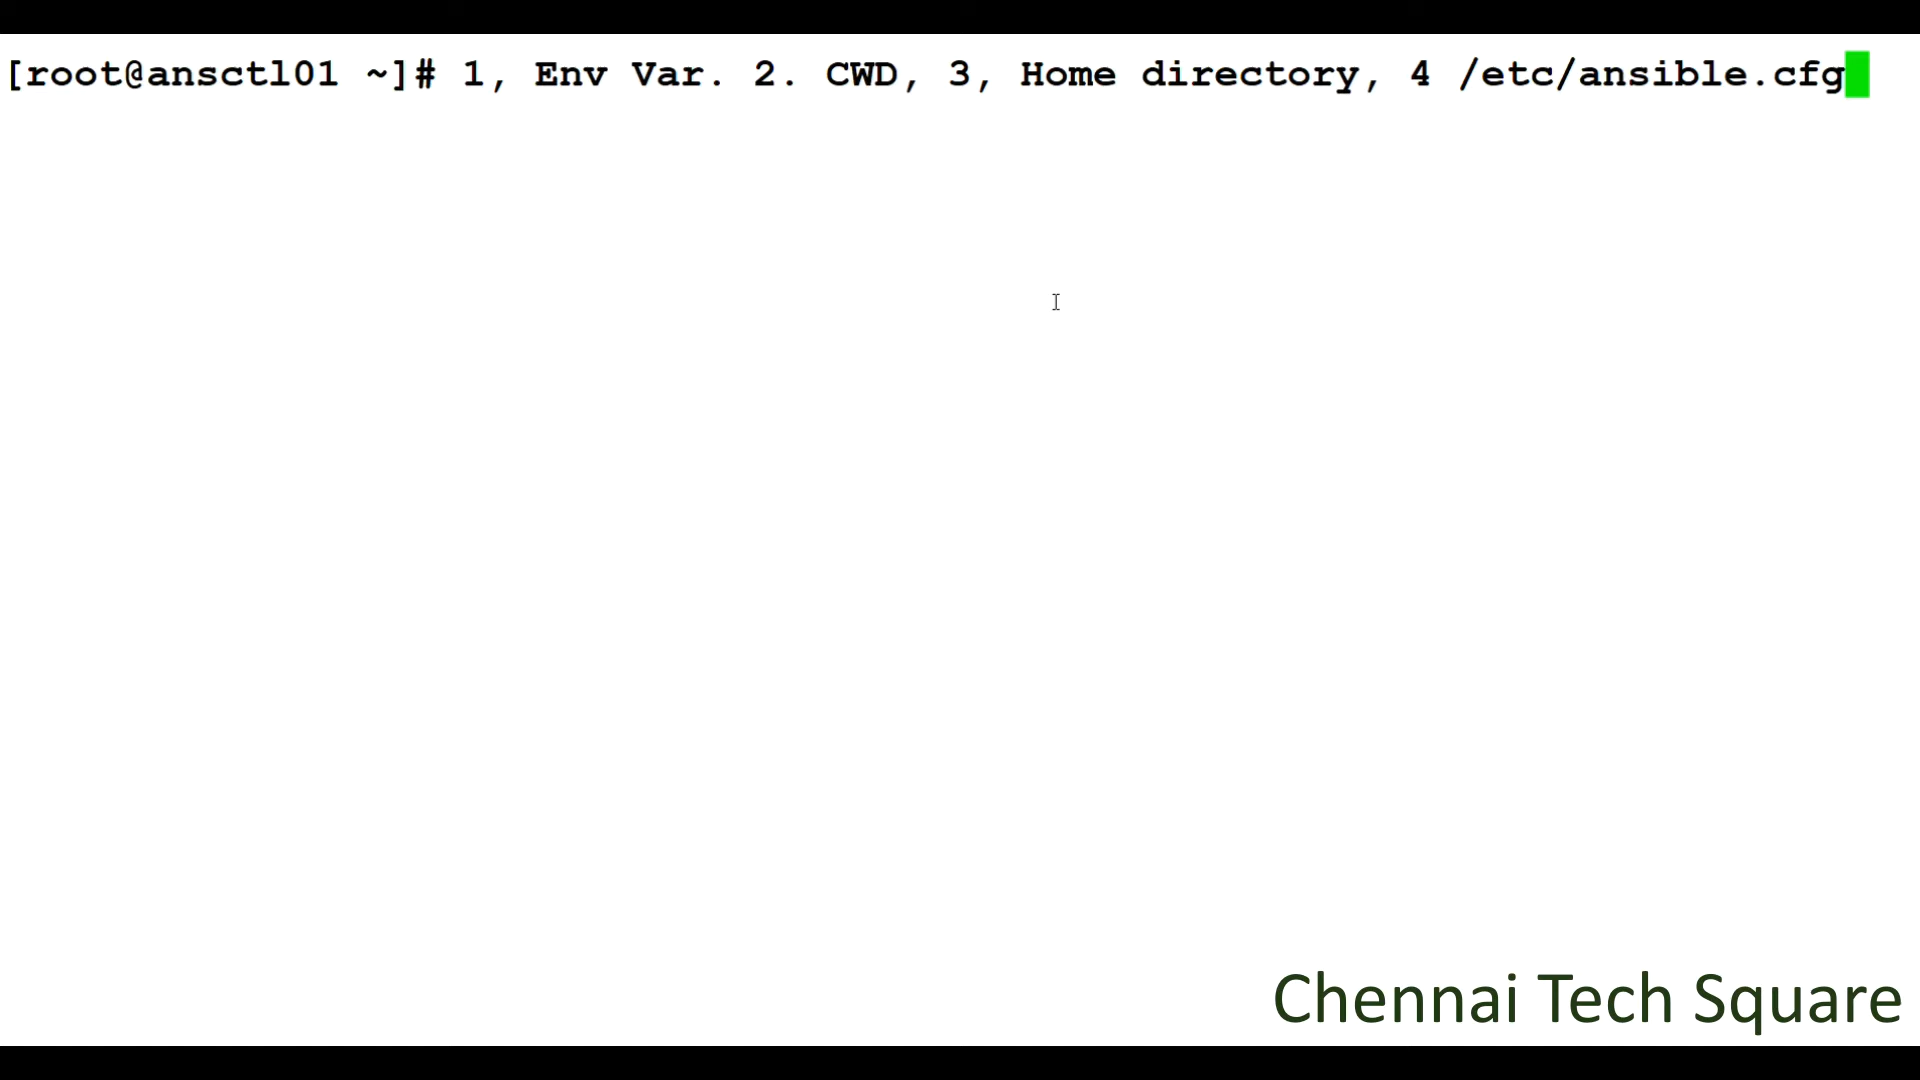 [root@ansctl01 ~]# 1, Env Var. 2. CWD, 3, Home directory, 4 /etc/ansible.cfg
Chennai Tech Square